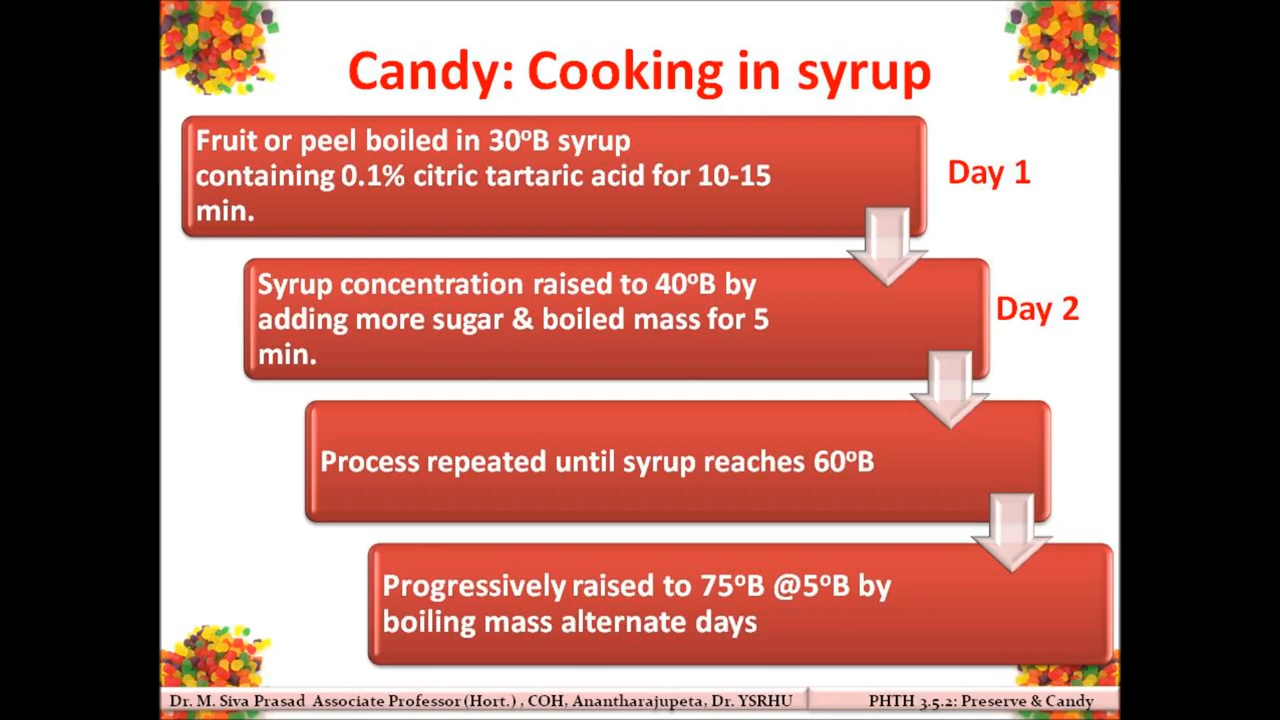 Candy: Cooking in syrup
Fruit or peel boiled in 30ºB syrup
containing 0.1% citric tartaric acid for 10-15
min.
Day 1
Syrup concentration raised to 40ºB by
adding more sugar & boiled mass for 5
min.
Day 2
Process repeated until syrup reaches 60ºB
Progressively raised to 75ºB @5ºB by
boiling mass alternate days
Dr. M. Siva Prasad Associate Professor (Hort.) , COH, Anantharajupeta, Dr. YSRHU
PHTH 3.5.2: Preserve & Candy